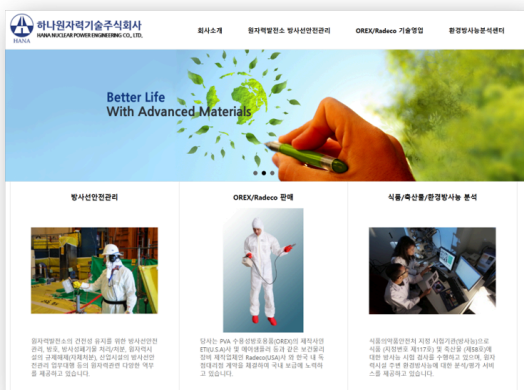 하나원자력기술주식회사
HANA NUCLEAR POWER ENGINEERING CO., LTD.
HANA
회사소개 원자력발전소 방사선안전관리 OREX/Radeco 기술영업 환경방사능분석센터
Better Life
With Advanced Materials
방사선안전관리
원자력발전소의 건전성 유지를 위한 방사선안전
관리, 방호, 방사성폐기물 처리/처분, 원자력시
설의 규제해제(자체처분), 산업시설의 방사선안
전관리 업무대행 등의 원자력관련 다양한 역무
를 제공하고 있습니다.
OREX/Radeco 판매
당사는 PVA 수용성방호용품(OREX)의 제작사인
ETI(U.S.A)사 및 에어샘플러 등과 같은 보건물리
장비 제작업체인 Radeco(USA)사 와 한국 내 독
점대리점 계약을 체결하여 국내 보급에 노력하
고 있습니다.
식품/축산물/환경방사능 분석
식품의약품안전처 지정 시험기관(방사능)으로
식품 (지정번호 제117호) 및 축산물 (제58호)에
대한 방사능 시험 검사를 수행하고 있으며, 원자
력시설 주변 환경방사능에 대한 분석/평가 서비
스를 제공하고 있습니다.